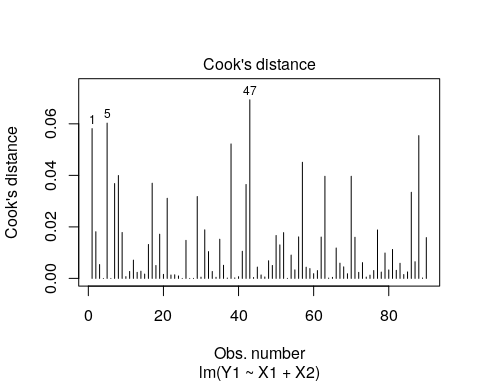 Cook's distance
Cook's distance
0.00 0.02 0.04 0.06
1
5
47
0 20 40 60 80
Obs. number
lm(Y1 ~ X1 + X2)